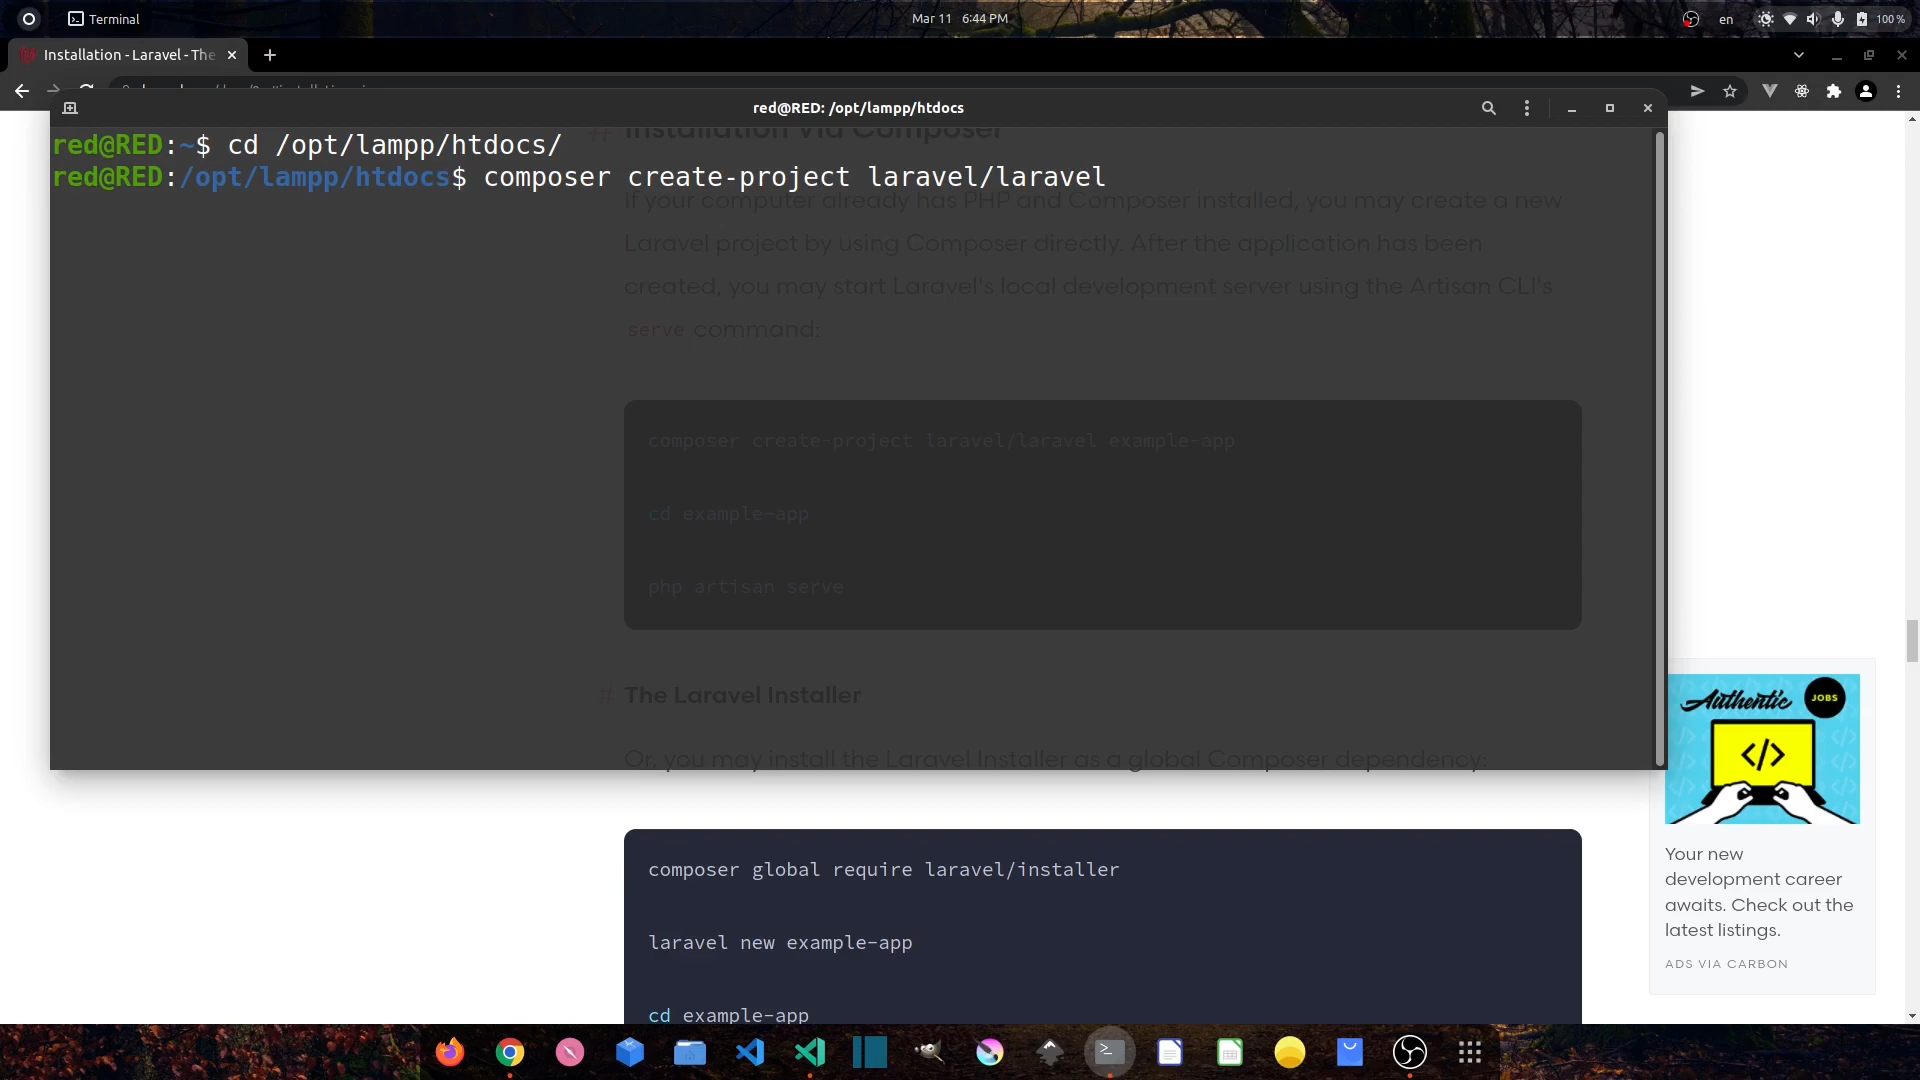 Terminal
Mar 11 6:44 PM
en
100 %
Installation - Laravel - The
red@RED: /opt/lampp/htdocs
red@RED:~$ cd /opt/lampp/htdocs/
red@RED:/opt/lampp/htdocs$ composer create-project laravel/laravel
# Installation Via Composer
If your computer already has PHP and Composer installed, you may create a new
Laravel project by using Composer directly. After the application has been
created, you may start Laravel's local development server using the Artisan CLI's
serve command:
composer create-project laravel/laravel example-app
cd example-app
php artisan serve
# The Laravel Installer
Or, you may install the Laravel Installer as a global Composer dependency:
composer global require laravel/installer
laravel new example-app
cd example-app
Authentic JOBS
</>
Your new
development career
awaits. Check out the
latest listings.
ADS VIA CARBON